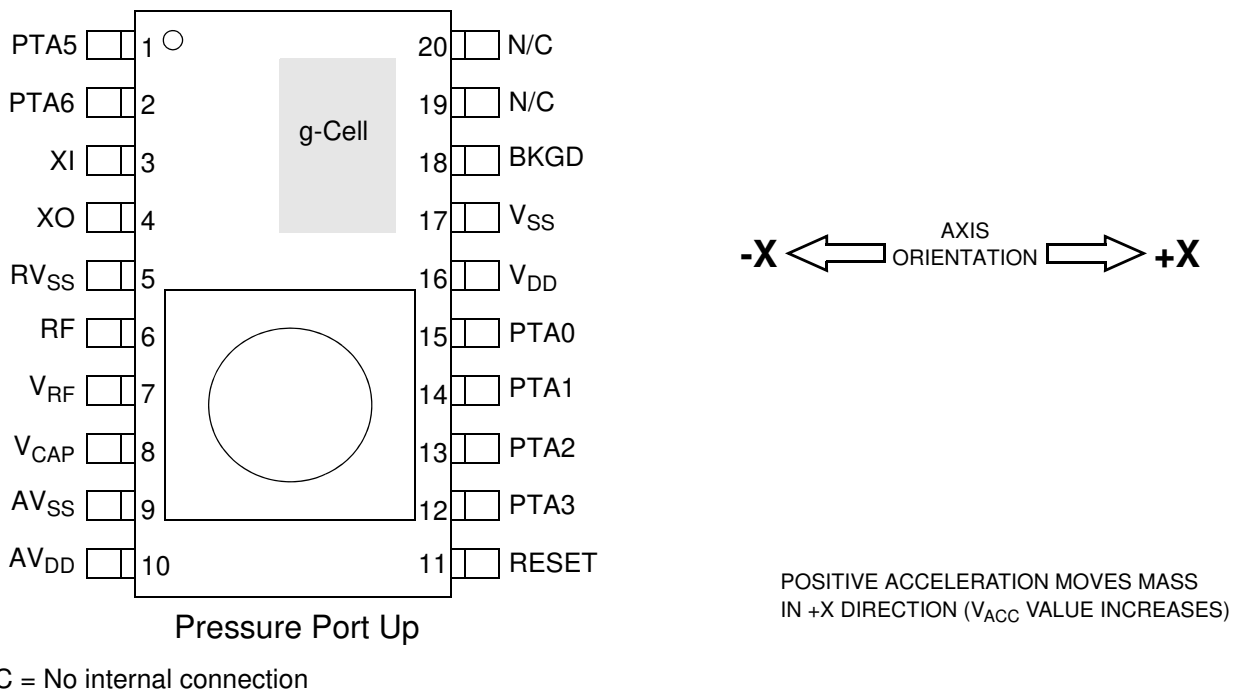 PTA5 1 20 N/C
PTA6 2 19 N/C
g-Cell
XI 3 18 BKGD
XO 4 17 VSS
RVSS 5 16 VDD
RF 6 15 PTA0
VRF 7 14 PTA1
VCAP 8 13 PTA2
AVSS 9 12 PTA3
AVDD 10 11 RESET
Pressure Port Up
C = No internal connection
-X AXIS ORIENTATION +X
POSITIVE ACCELERATION MOVES MASS
IN +X DIRECTION (VACC VALUE INCREASES)